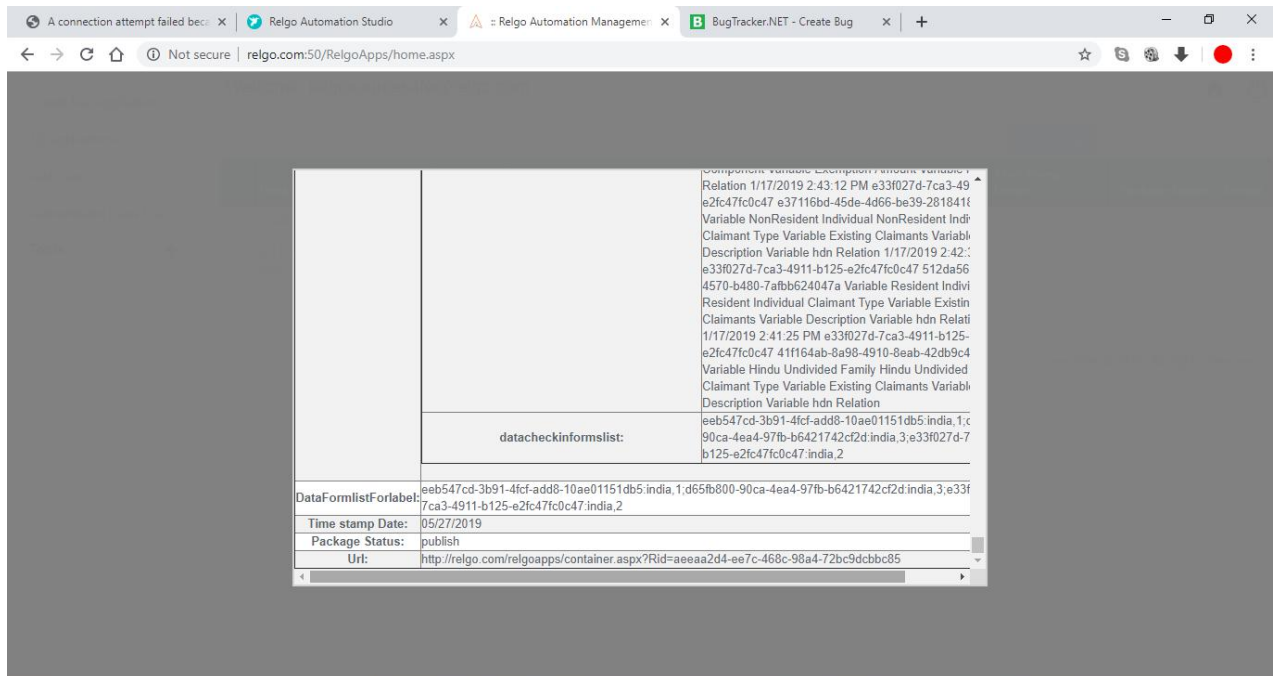 A connection attempt failed beca
Relgo Automation Studio
:: Relgo Automation Managemen
BugTracker.NET - Create Bug
Not secure | relgo.com:50/RelgoApps/home.aspx
Component Variable Exemption Amount Variable
Relation 1/17/2019 2:43:12 PM e33f027d-7ca3-49
e2fc47fc0c47 e37116bd-45de-4d66-be39-2818418
Variable NonResident Individual NonResident Indi
Claimant Type Variable Existing Claimants Variabl
Description Variable hdn Relation 1/17/2019 2:42:
e33f027d-7ca3-4911-b125-e2fc47fc0c47 512da56
4570-b480-7afbb624047a Variable Resident Indivi
Resident Individual Claimant Type Variable Existin
Claimants Variable Description Variable hdn Relati
1/17/2019 2:41:25 PM e33f027d-7ca3-4911-b125-
e2fc47fc0c47 41f164ab-8a98-4910-8eab-42db9c4
Variable Hindu Undivided Family Hindu Undivided
Claimant Type Variable Existing Claimants Variabl
Description Variable hdn Relation
datacheckinformslist:
eeb547cd-3b91-4fcf-add8-10ae01151db5:india,1;d
90ca-4ea4-97fb-b6421742cf2d:india,3;e33f027d-7
b125-e2fc47fc0c47:india,2
DataFormlistForlabel:
eeb547cd-3b91-4fcf-add8-10ae01151db5:india,1;d65fb800-90ca-4ea4-97fb-b6421742cf2d:india,3;e33f
7ca3-4911-b125-e2fc47fc0c47:india,2
Time stamp Date: 05/27/2019
Package Status: publish
Url: http://relgo.com/relgoapps/container.aspx?Rid=aeeaa2d4-ee7c-468c-98a4-72bc9dcbbc85